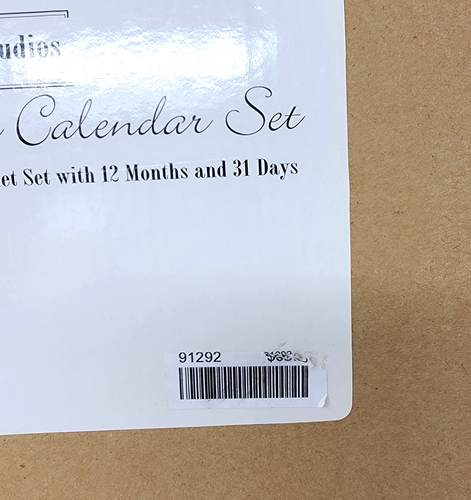 udios
Calendar Set
et Set with 12 Months and 31 Days
91292